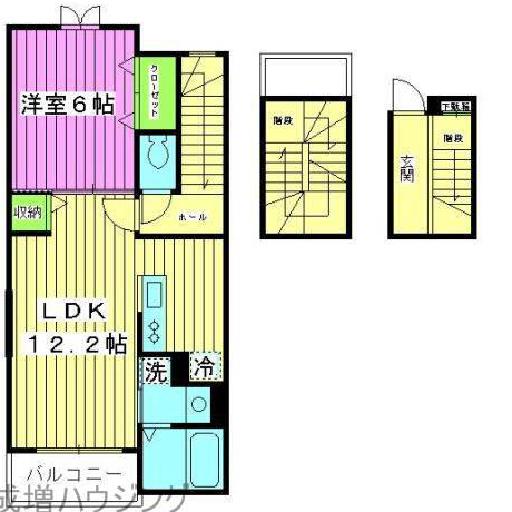 洋室6帖
クローゼット
収納
ホール
LDK
12.2帖
洗
冷
バルコニー
階段
下駄箱
階段
玄関
成増ハウジング